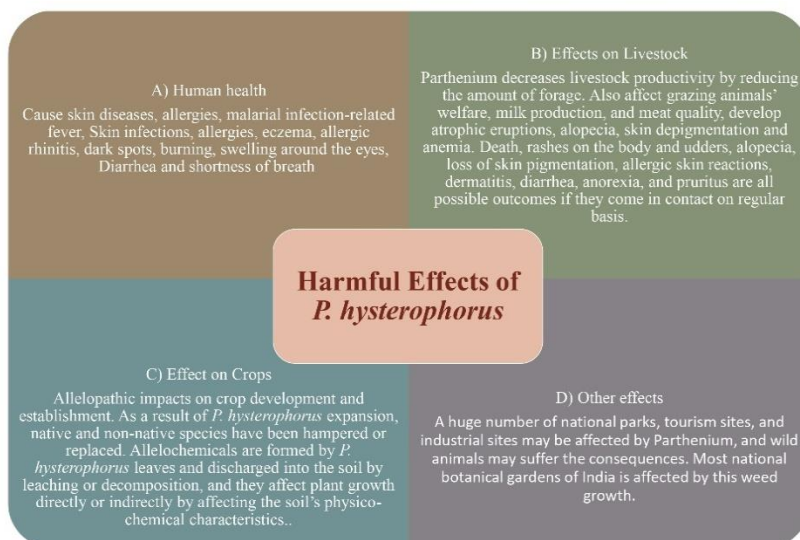 A) Human health
Cause skin diseases, allergies, malarial infection-related
fever, Skin infections, allergies, eczema, allergic
rhinitis, dark spots, burning, swelling around the eyes,
Diarrhea and shortness of breath
B) Effects on Livestock
Parthenium decreases livestock productivity by reducing
the amount of forage. Also affect grazing animals'
welfare, milk production, and meat quality, develop
atrophic eruptions, alopecia, skin depigmentation and
anemia. Death, rashes on the body and udders, alopecia,
loss of skin pigmentation, allergic skin reactions,
dermatitis, diarrhea, anorexia, and pruritus are all
possible outcomes if they come in contact on regular
basis.
Harmful Effects of
P. hysterophorus
C) Effect on Crops
Allelopathic impacts on crop development and
establishment. As a result of P. hysterophorus expansion,
native and non-native species have been hampered or
replaced. Allelochemicals are formed by P.
hysterophorus leaves and discharged into the soil by
leaching or decomposition, and they affect plant growth
directly or indirectly by affecting the soil's physico-
chemical characteristics..
D) Other effects
A huge number of national parks, tourism sites, and
industrial sites may be affected by Parthenium, and wild
animals may suffer the consequences. Most national
botanical gardens of India is affected by this weed
growth.